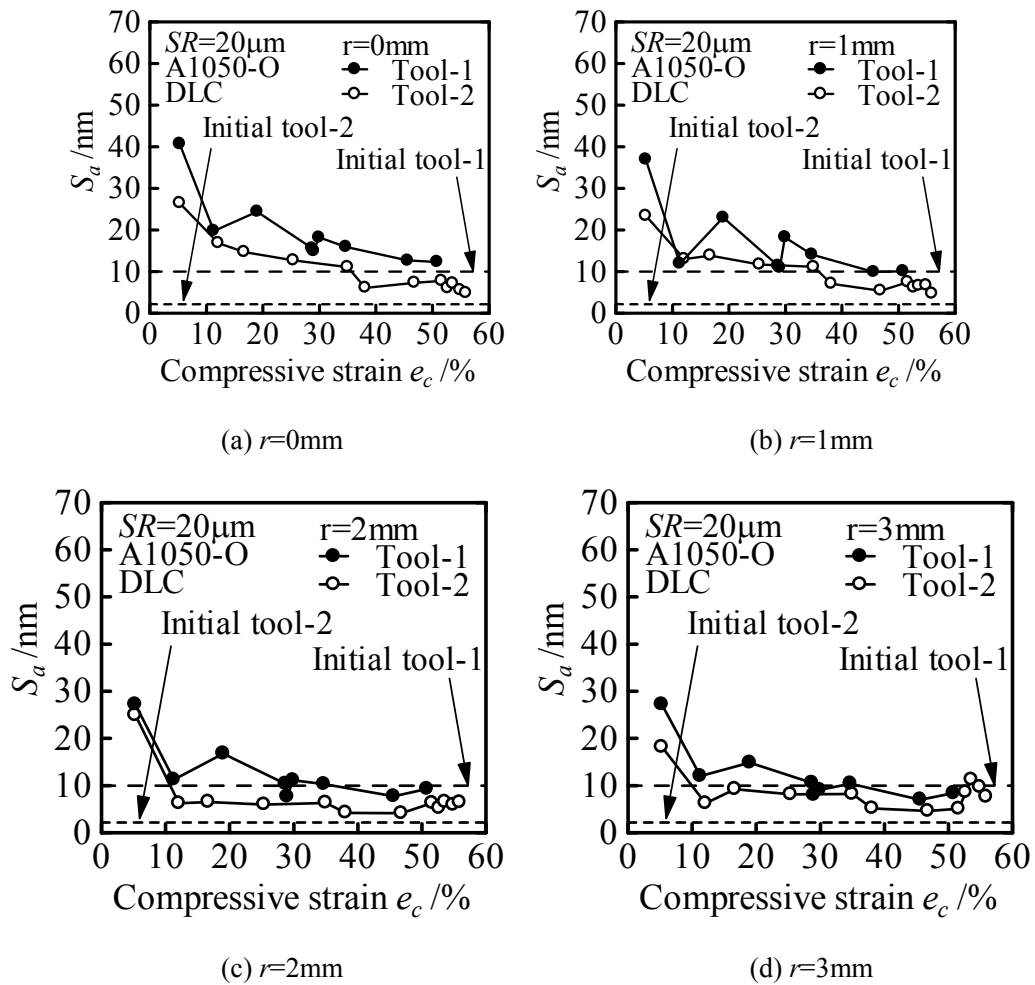 70
60
50
40
30
20
10
0
S_a /nm
SR=20μm
A1050-O
DLC
r=0mm
Tool-1
Tool-2
Initial tool-2
Initial tool-1
0 10 20 30 40 50 60
Compressive strain e_c /%
(a) r=0mm
70
60
50
40
30
20
10
0
S_a /nm
SR=20μm
A1050-O
DLC
r=1mm
Tool-1
Tool-2
Initial tool-2
Initial tool-1
0 10 20 30 40 50 60
Compressive strain e_c /%
(b) r=1mm
70
60
50
40
30
20
10
0
S_a /nm
SR=20μm
A1050-O
DLC
r=2mm
Tool-1
Tool-2
Initial tool-2
Initial tool-1
0 10 20 30 40 50 60
Compressive strain e_c /%
(c) r=2mm
70
60
50
40
30
20
10
0
S_a /nm
SR=20μm
A1050-O
DLC
r=3mm
Tool-1
Tool-2
Initial tool-2
Initial tool-1
0 10 20 30 40 50 60
Compressive strain e_c /%
(d) r=3mm